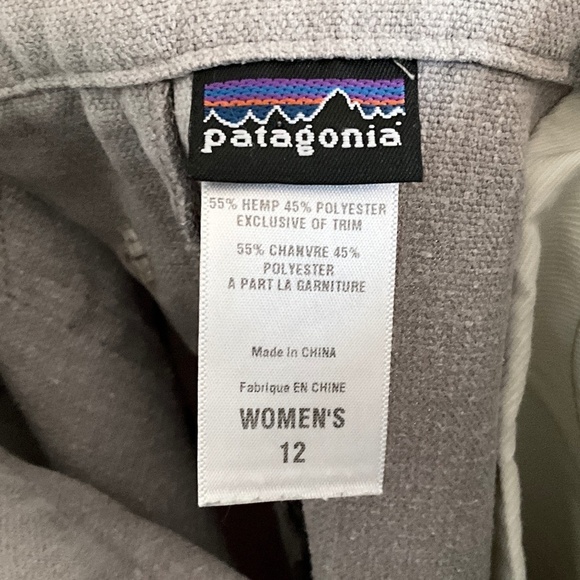 patagonia
55% HEMP 45% POLYESTER
EXCLUSIVE OF TRIM
55% CHANVRE 45%
POLYESTER
A PART LA GARNITURE
Made in CHINA
Fabrique EN CHINE
WOMEN'S
12